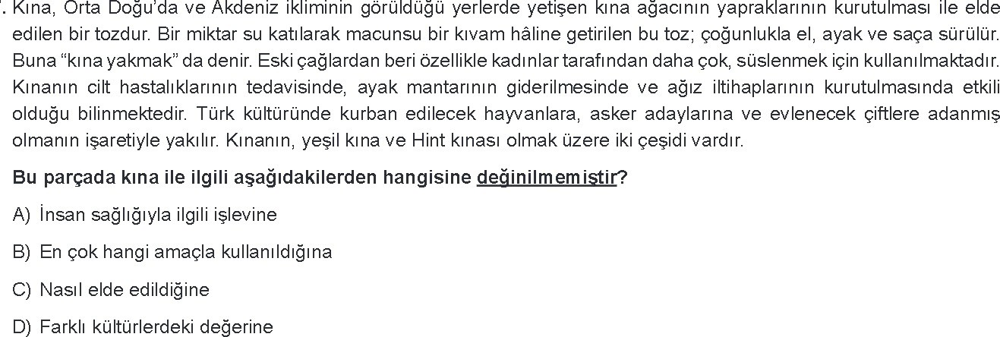 . Kına, Orta Doğu'da ve Akdeniz ikliminin görüldüğü yerlerde yetişen kına ağacının yapraklarının kurutulması ile elde
edilen bir tozdur. Bir miktar su katılarak macunsu bir kıvam hâline getirilen bu toz; çoğunlukla el, ayak ve saça sürülür.
Buna “kına yakmak” da denir. Eski çağlardan beri özellikle kadınlar tarafından daha çok, süslenmek için kullanılmaktadır.
Kınanın cilt hastalıklarının tedavisinde, ayak mantarının giderilmesinde ve ağız iltihaplarının kurutulmasında etkili
olduğu bilinmektedir. Türk kültüründe kurban edilecek hayvanlara, asker adaylarına ve evlenecek çiftlere adanmış
olmanın işaretiyle yakılır. Kınanın, yeşil kına ve Hint kınası olmak üzere iki çeşidi vardır.
Bu parçada kına ile ilgili aşağıdakilerden hangisine değinilmemiştir?
A) İnsan sağlığıyla ilgili işlevine
B) En çok hangi amaçla kullanıldığına
C) Nasıl elde edildiğine
D) Farklı kültürlerdeki değerine